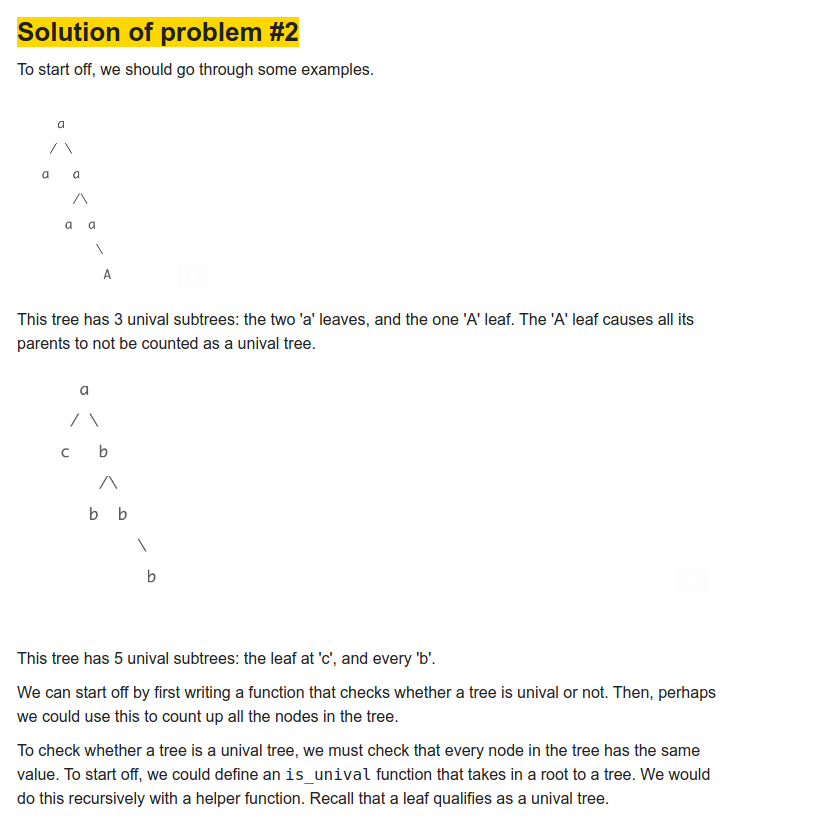 Solution of problem #2
To start off, we should go through some examples.
a
/ \
a a
/\
a a
\
A
This tree has 3 unival subtrees: the two 'a' leaves, and the one 'A' leaf. The 'A' leaf causes all its
parents to not be counted as a unival tree.
a
/ \
c b
/\
b b
\
b
This tree has 5 unival subtrees: the leaf at 'c', and every 'b'.
We can start off by first writing a function that checks whether a tree is unival or not. Then, perhaps
we could use this to count up all the nodes in the tree.
To check whether a tree is a unival tree, we must check that every node in the tree has the same
value. To start off, we could define an is_unival function that takes in a root to a tree. We would
do this recursively with a helper function. Recall that a leaf qualifies as a unival tree.